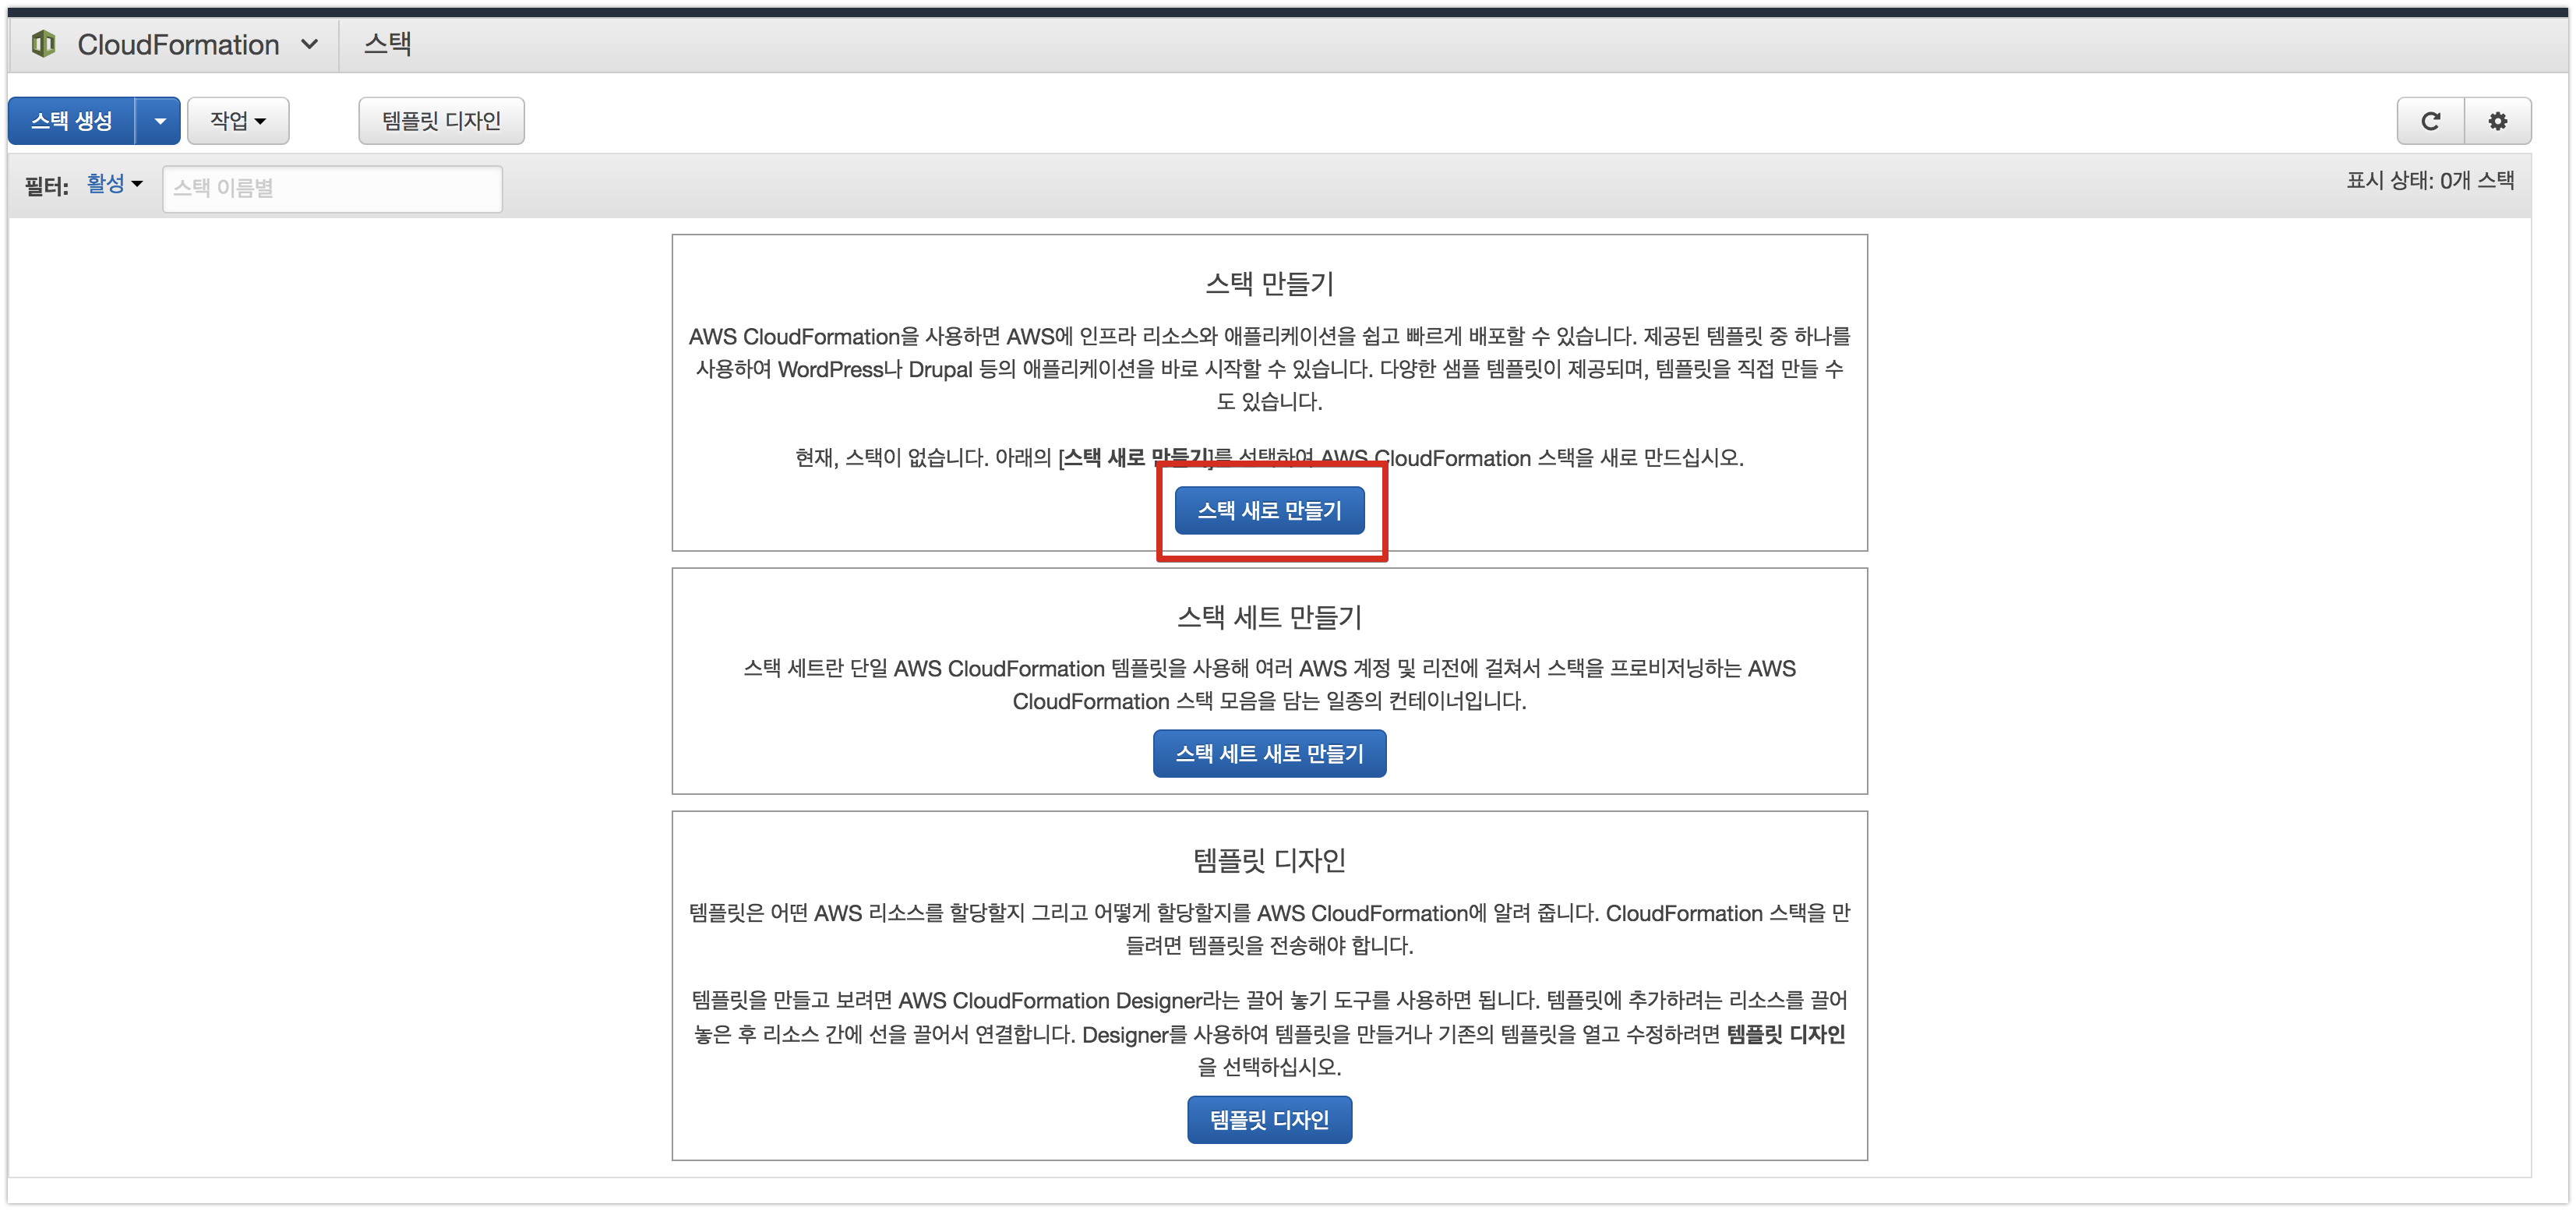 CloudFormation 스택
스택 생성 작업 템플릿 디자인
필터: 활성 스택 이름별 표시 상태: 0개 스택
스택 만들기
AWS CloudFormation을 사용하면 AWS에 인프라 리소스와 애플리케이션을 쉽고 빠르게 배포할 수 있습니다. 제공된 템플릿 중 하나를
사용하여 WordPress나 Drupal 등의 애플리케이션을 바로 시작할 수 있습니다. 다양한 샘플 템플릿이 제공되며, 템플릿을 직접 만들 수
도 있습니다.
현재, 스택이 없습니다. 아래의 [스택 새로 만들기]를 선택하여 AWS CloudFormation 스택을 새로 만드십시오.
스택 새로 만들기
스택 세트 만들기
스택 세트란 단일 AWS CloudFormation 템플릿을 사용해 여러 AWS 계정 및 리전에 걸쳐서 스택을 프로비저닝하는 AWS
CloudFormation 스택 모음을 담는 일종의 컨테이너입니다.
스택 세트 새로 만들기
템플릿 디자인
템플릿은 어떤 AWS 리소스를 할당할지 그리고 어떻게 할당할지를 AWS CloudFormation에 알려 줍니다. CloudFormation 스택을 만
들려면 템플릿을 전송해야 합니다.
템플릿을 만들고 보려면 AWS CloudFormation Designer라는 끌어 놓기 도구를 사용하면 됩니다. 템플릿에 추가하려는 리소스를 끌어
놓은 후 리소스 간에 선을 끌어서 연결합니다. Designer를 사용하여 템플릿을 만들거나 기존의 템플릿을 열고 수정하려면 템플릿 디자인
을 선택하십시오.
템플릿 디자인